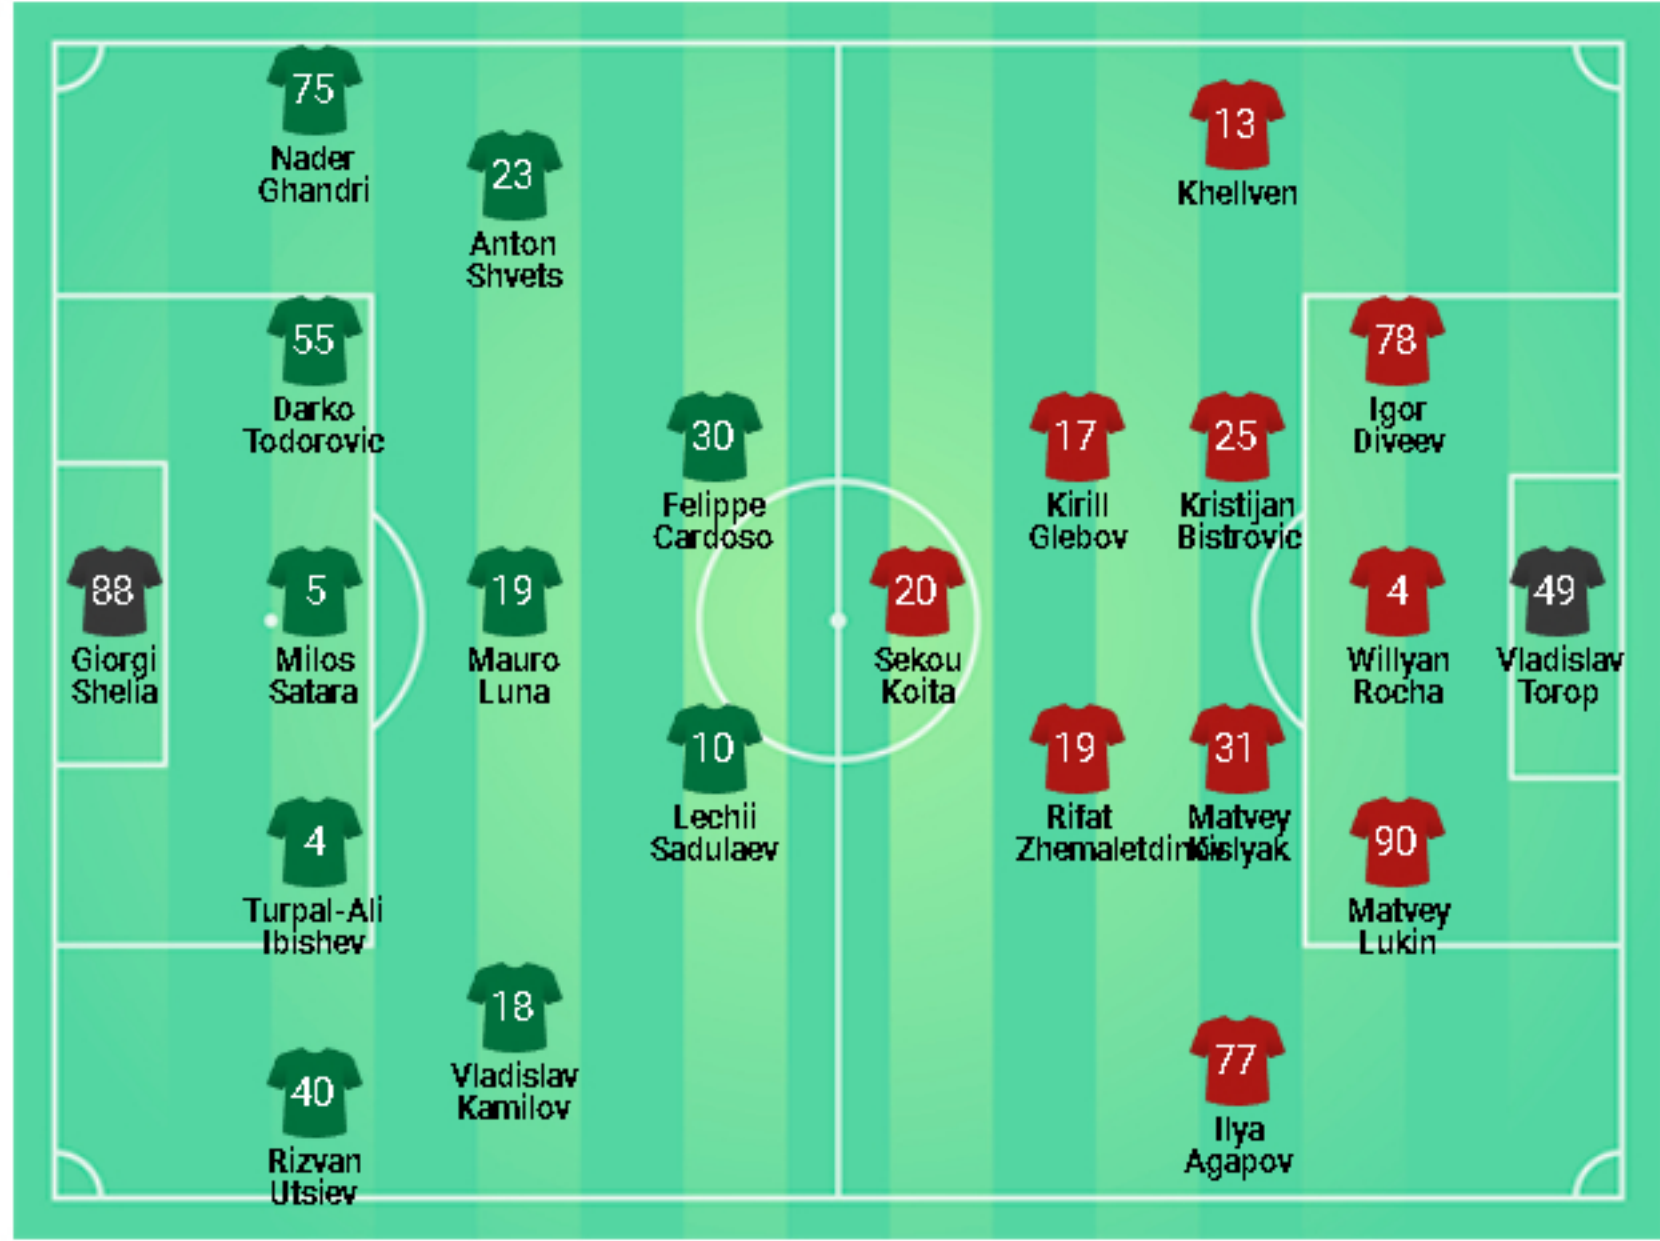 75
Nader
Ghandri
23
Anton
Shvets
55
Darko
Todorovic
30
Felippe
Cardoso
88
Giorgi
Shelia
5
Milos
Satara
19
Mauro
Luna
10
Lechii
Sadulaev
4
Turpal-Ali
Ibishev
18
Vladislav
Kamilov
40
Rizvan
Utsiev
13
Khellven
78
Igor
Diveev
17
Kirill
Glebov
25
Kristijan
Bistrovic
20
Sekou
Koita
4
Willyan
Rocha
49
Vladislav
Torop
19
Rifat
Zhemaletdinov
31
Matvey
Kislyak
90
Matvey
Lukin
77
Ilya
Agapov